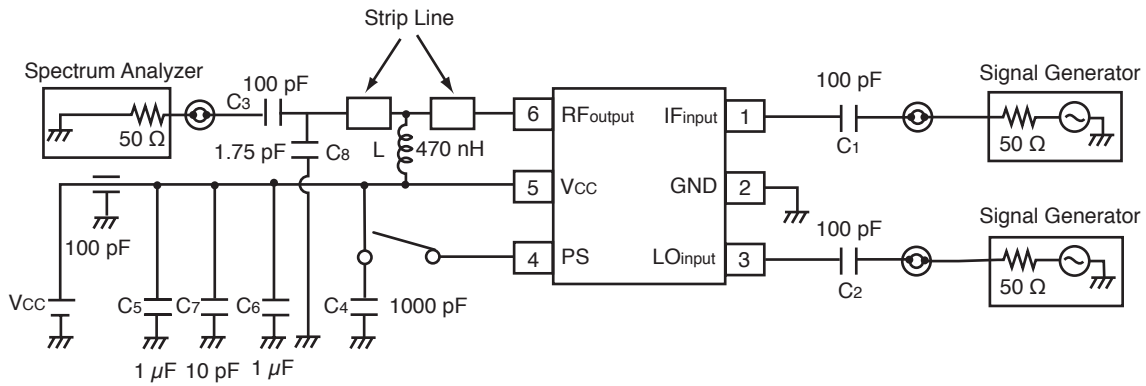 Strip Line
Spectrum Analyzer
100 pF
C3
50 Ω
1.75 pF
C8
L
470 nH
6
RFoutput
IFinput
1
5
VCC
GND
2
4
PS
LOinput
3
100 pF
C1
Signal Generator
50 Ω
100 pF
C2
Signal Generator
50 Ω
100 pF
VCC
C5
C7
C6
C4
1000 pF
1 µF
10 pF
1 µF